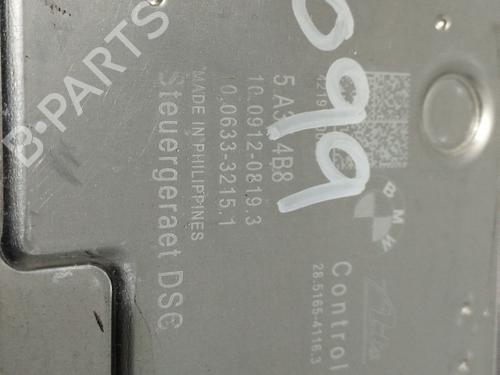 B-PARTS
099
Control
28.5165-4116.3
BMW
5A3 4B8
10.0912-0819.3
10.0633-3215.1
MADE IN PHILIPPINES
Steuergeraet DSC